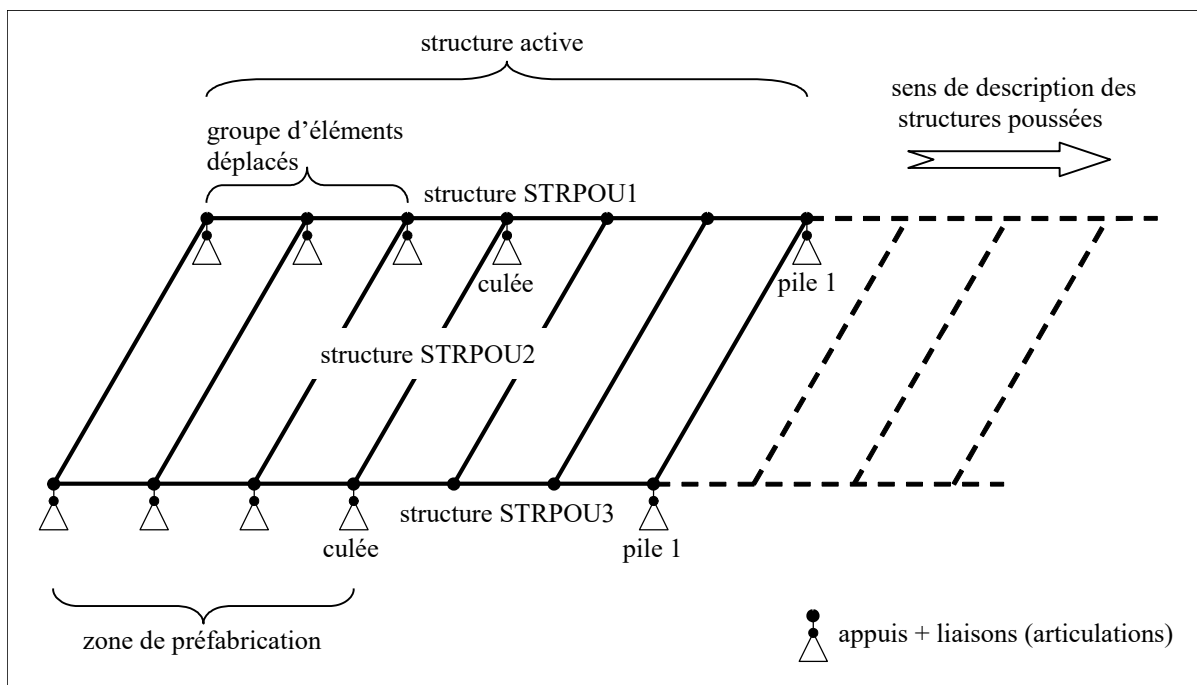 structure active
sens de description des
structures poussées
groupe d’éléments
déplacés
structure STRPOU1
culée
pile 1
structure STRPOU2
structure STRPOU3
culée
pile 1
zone de préfabrication
appuis + liaisons (articulations)